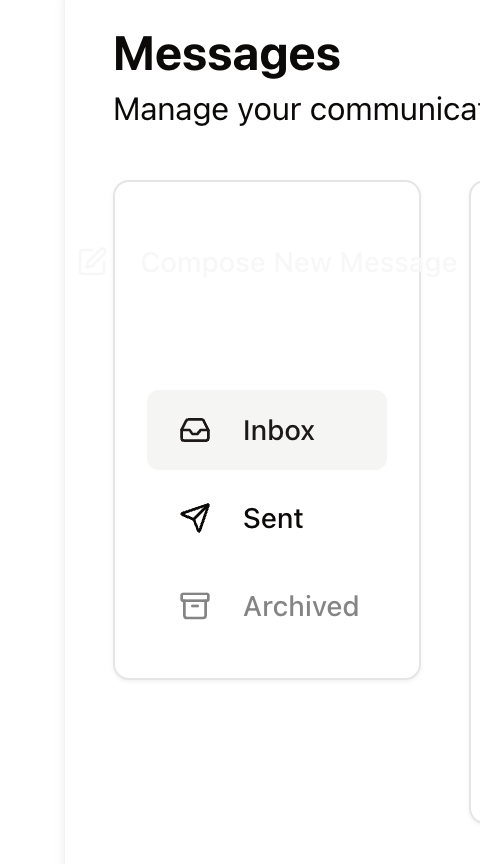 Messages
Manage your communicat
Compose New Message
Inbox
Sent
Archived